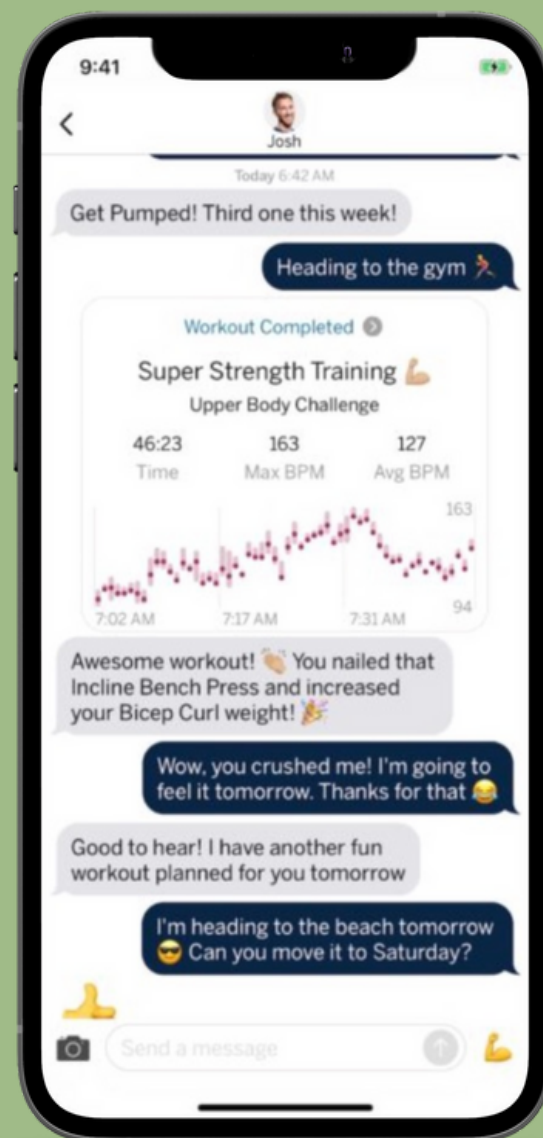 9:41
Josh
Today 6:42 AM
Get Pumped! Third one this week!
Heading to the gym
Workout Completed
Super Strength Training
Upper Body Challenge
46:23 163 127
Time Max BPM Avg BPM
163
94
7:02 AM 7:17 AM 7:31 AM
Awesome workout! You nailed that
Incline Bench Press and increased
your Bicep Curl weight!
Wow, you crushed me! I'm going to
feel it tomorrow. Thanks for that
Good to hear! I have another fun
workout planned for you tomorrow
I'm heading to the beach tomorrow
Can you move it to Saturday?
Send a message